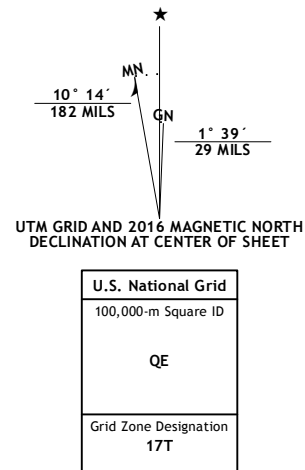 ★
MN
GN
10° 14´
182 MILS
1° 39´
29 MILS
UTM GRID AND 2016 MAGNETIC NORTH
DECLINATION AT CENTER OF SHEET
U.S. National Grid
100,000-m Square ID
QE
Grid Zone Designation
17T